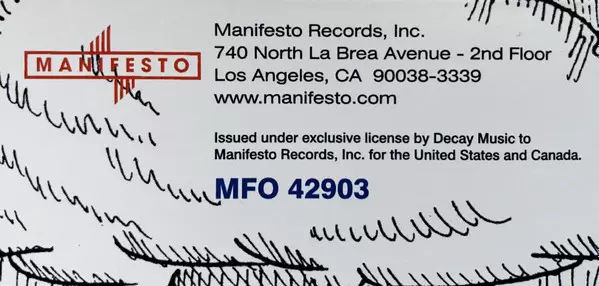 MANIFESTO
Manifesto Records, Inc.
740 North La Brea Avenue - 2nd Floor
Los Angeles, CA 90038-3339
www.manifesto.com
Issued under exclusive license by Decay Music to
Manifesto Records, Inc. for the United States and Canada.
MFO 42903